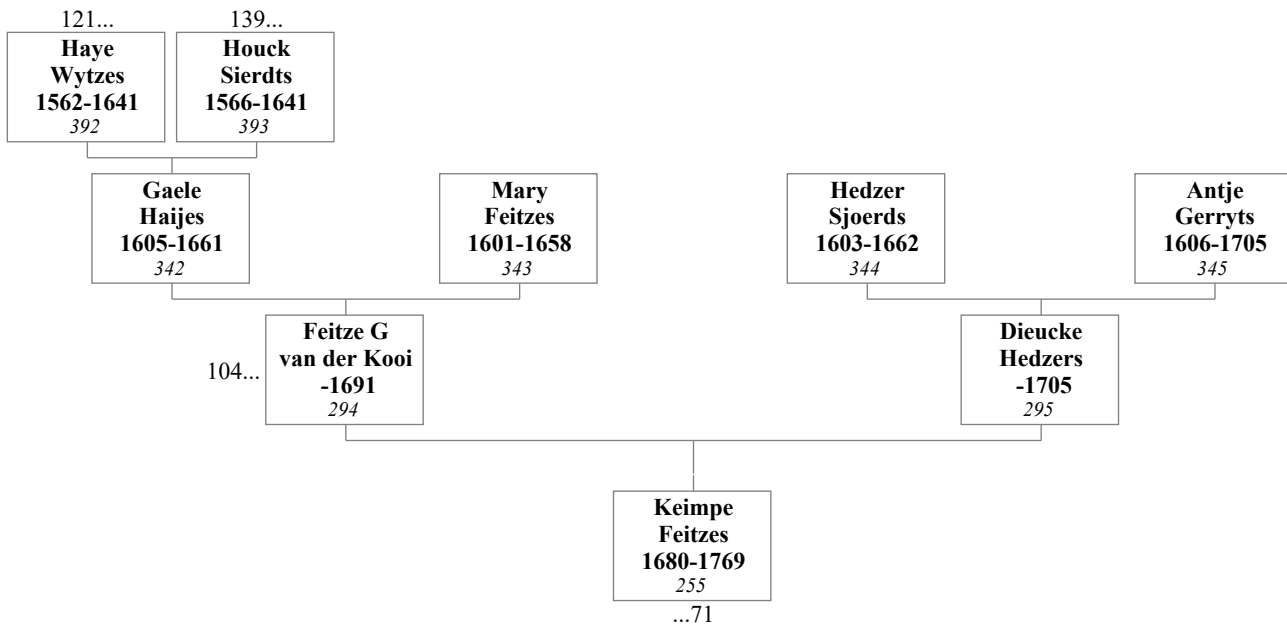 121...
139...
Haye
Wytzes
1562-1641
392
Houck
Sierdts
1566-1641
393
Gaele
Haijes
1605-1661
342
Mary
Feitzes
1601-1658
343
Hedzer
Sjoerds
1603-1662
344
Antje
Gerryts
1606-1705
345
104...
Feitze G
van der Kooi
-1691
294
Dieucke
Hedzers
-1705
295
Keimpe
Feitzes
1680-1769
255
...71